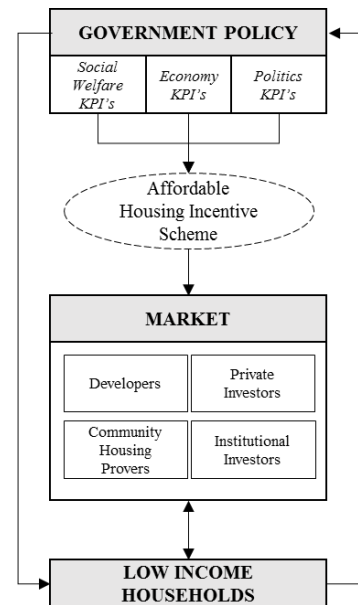 GOVERNMENT POLICY
Social
Welfare
KPI's
Economy
KPI's
Politics
KPI's
Affordable
Housing Incentive
Scheme
MARKET
Developers
Private
Investors
Community
Housing
Provers
Institutional
Investors
LOW INCOME
HOUSEHOLDS